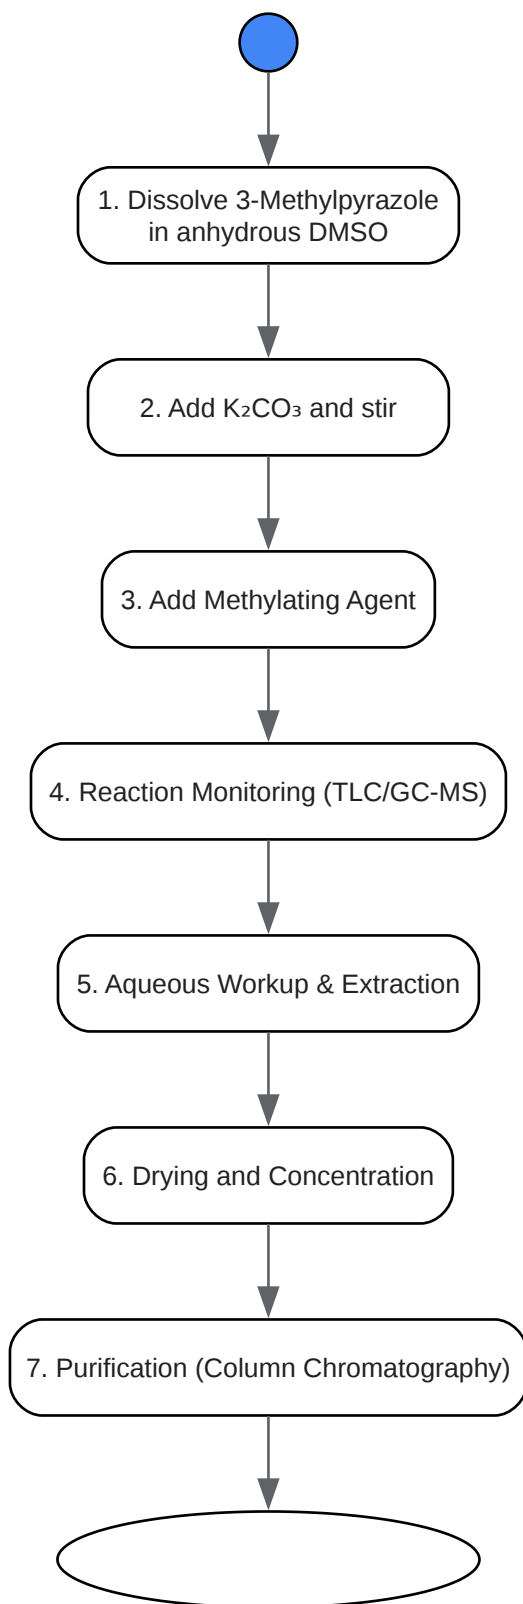 1. Dissolve 3-Methylpyrazole
in anhydrous DMSO
2. Add K₂CO₃ and stir
3. Add Methylating Agent
4. Reaction Monitoring (TLC/GC-MS)
5. Aqueous Workup & Extraction
6. Drying and Concentration
7. Purification (Column Chromatography)